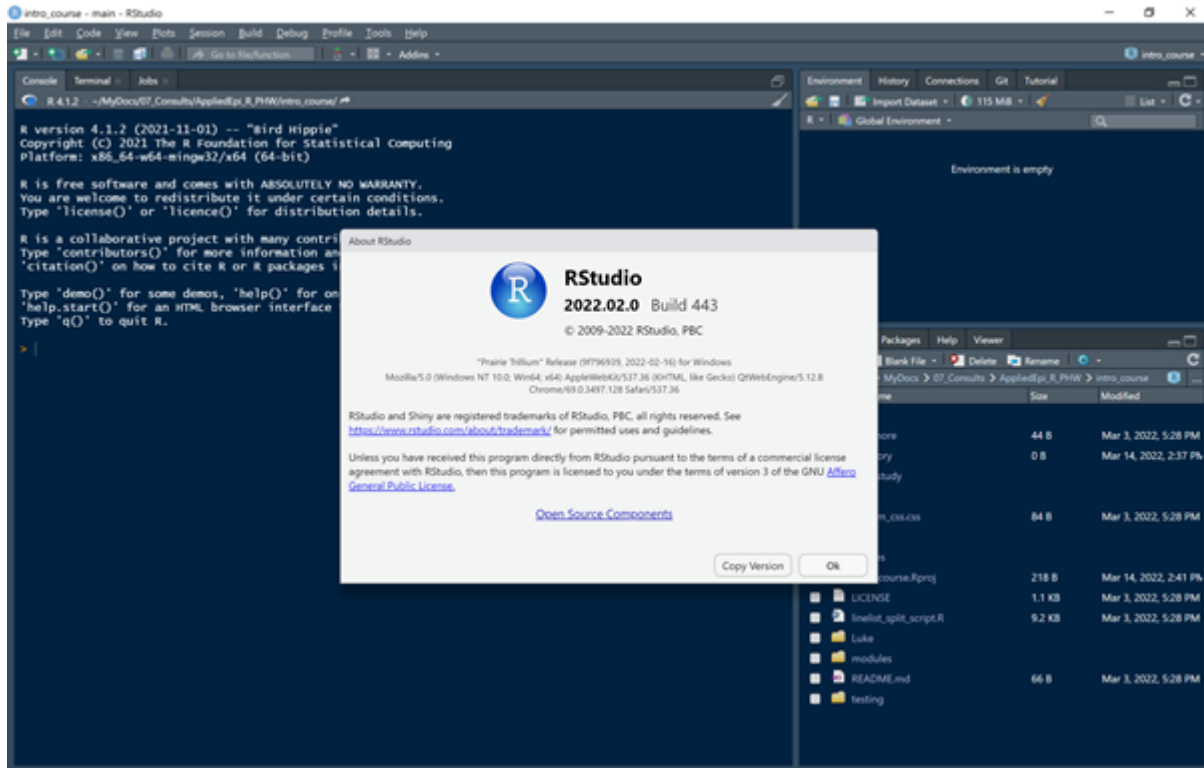 intro_course - main - RStudio
File Edit Code View Plots Session Build Debug Profile Tools Help
Go to file/function Addins intro_course
Console Terminal Jobs
R 4.1.2 · ~/MyDocs/07_Consults/AppliedEpi_R_PHW/intro_course/
R version 4.1.2 (2021-11-01) -- "Bird Hippie"
Copyright (C) 2021 The R Foundation for Statistical Computing
Platform: x86_64-w64-mingw32/x64 (64-bit)
R is free software and comes with ABSOLUTELY NO WARRANTY.
You are welcome to redistribute it under certain conditions.
Type 'license()' or 'licence()' for distribution details.
R is a collaborative project with many contri
Type 'contributors()' for more information an
'citation()' on how to cite R or R packages i
Type 'demo()' for some demos, 'help()' for on
'help.start()' for an HTML browser interface
Type 'q()' to quit R.
>
Environment History Connections Git Tutorial
Import Dataset 115 MiB List
R Global Environment
Environment is empty
About RStudio
RStudio
2022.02.0 Build 443
© 2009-2022 RStudio, PBC
"Prairie Trillium" Release (9f796939, 2022-02-16) for Windows
Mozilla/5.0 (Windows NT 10.0; Win64; x64) AppleWebKit/537.36 (KHTML, like Gecko) QtWebEngine/5.12.8
Chrome/69.0.3497.128 Safari/537.36
RStudio and Shiny are registered trademarks of RStudio, PBC, all rights reserved. See
https://www.rstudio.com/about/trademark/ for permitted uses and guidelines.
Unless you have received this program directly from RStudio pursuant to the terms of a commercial license
agreement with RStudio, then this program is licensed to you under the terms of version 3 of the GNU Affero
General Public License.
Open Source Components
Copy Version Ok
Packages Help Viewer
Blank File Delete Rename
MyDocs > 07_Consults > AppliedEpi_R_PHW > intro_course
me Size Modified
nore 44 B Mar 3, 2022, 5:28 PM
ory 0 B Mar 14, 2022, 2:37 PM
study
m_css.css 84 B Mar 3, 2022, 5:28 PM
s
course.Rproj 218 B Mar 14, 2022, 2:41 PM
LICENSE 1.1 KB Mar 3, 2022, 5:28 PM
linelist_split_script.R 9.2 KB Mar 3, 2022, 5:28 PM
Luke
modules
README.md 66 B Mar 3, 2022, 5:28 PM
testing